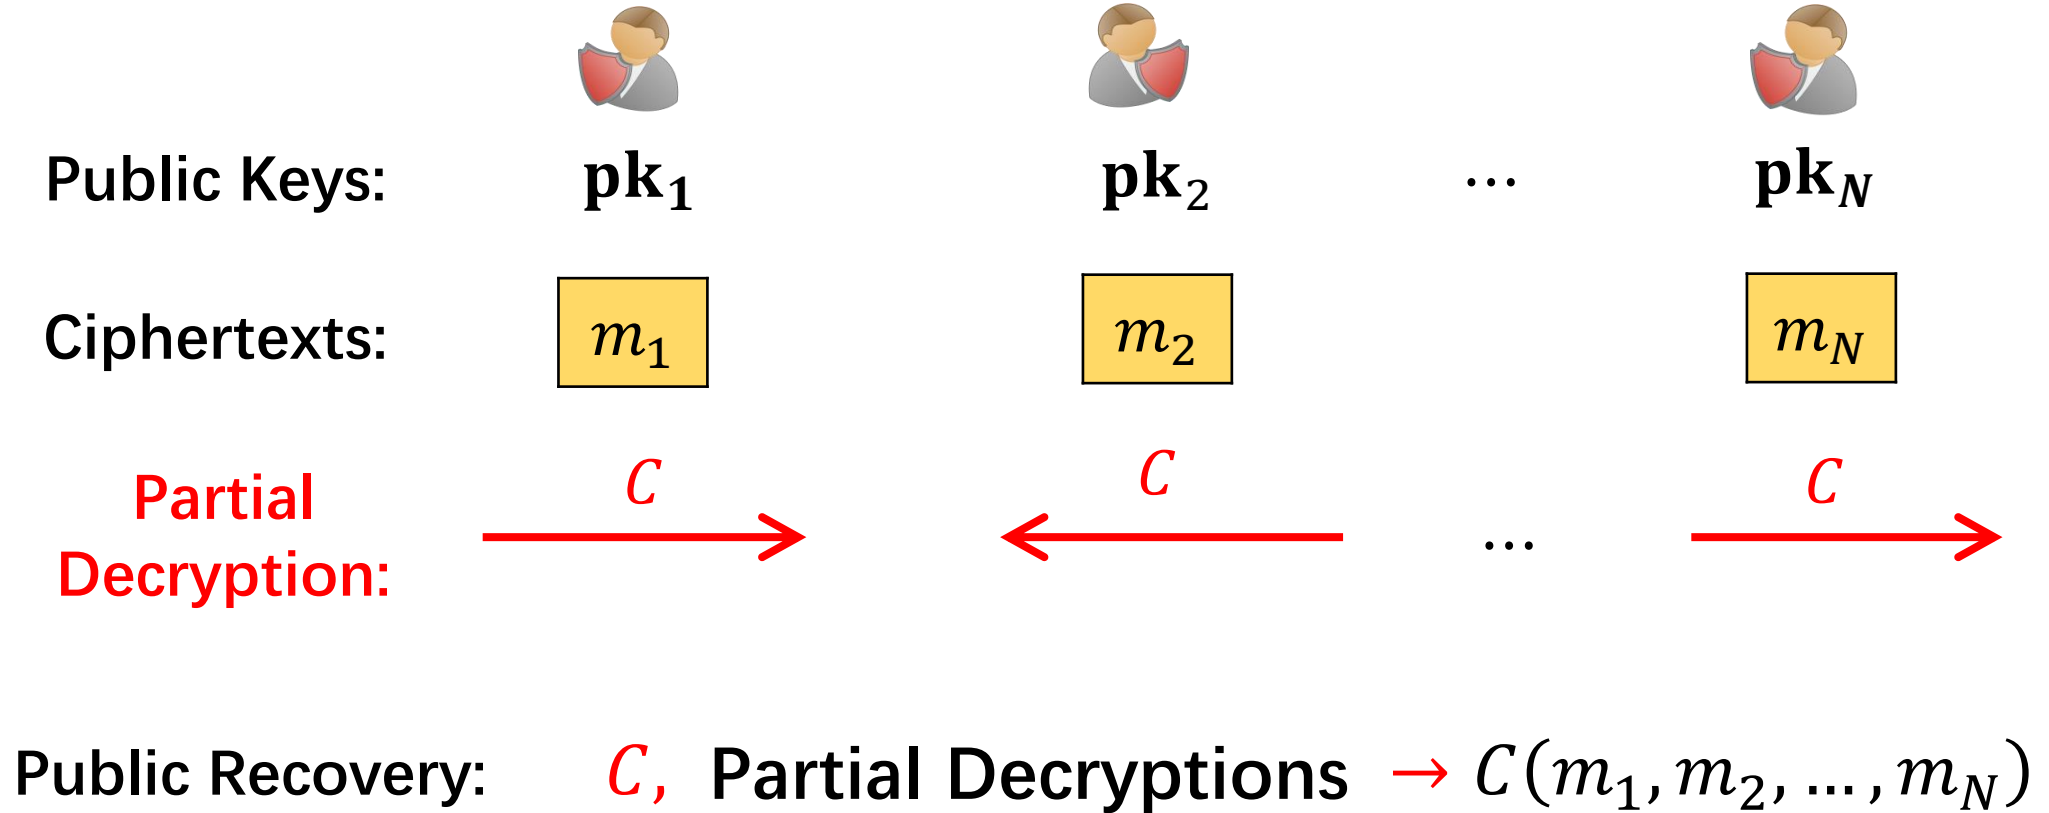 Public Keys: pk₁ pk₂ … pk_N
Ciphertexts: m₁ m₂ m_N
C C C
Partial
Decryption: …
Public Recovery: C, Partial Decryptions → C(m₁, m₂, … , m_N)